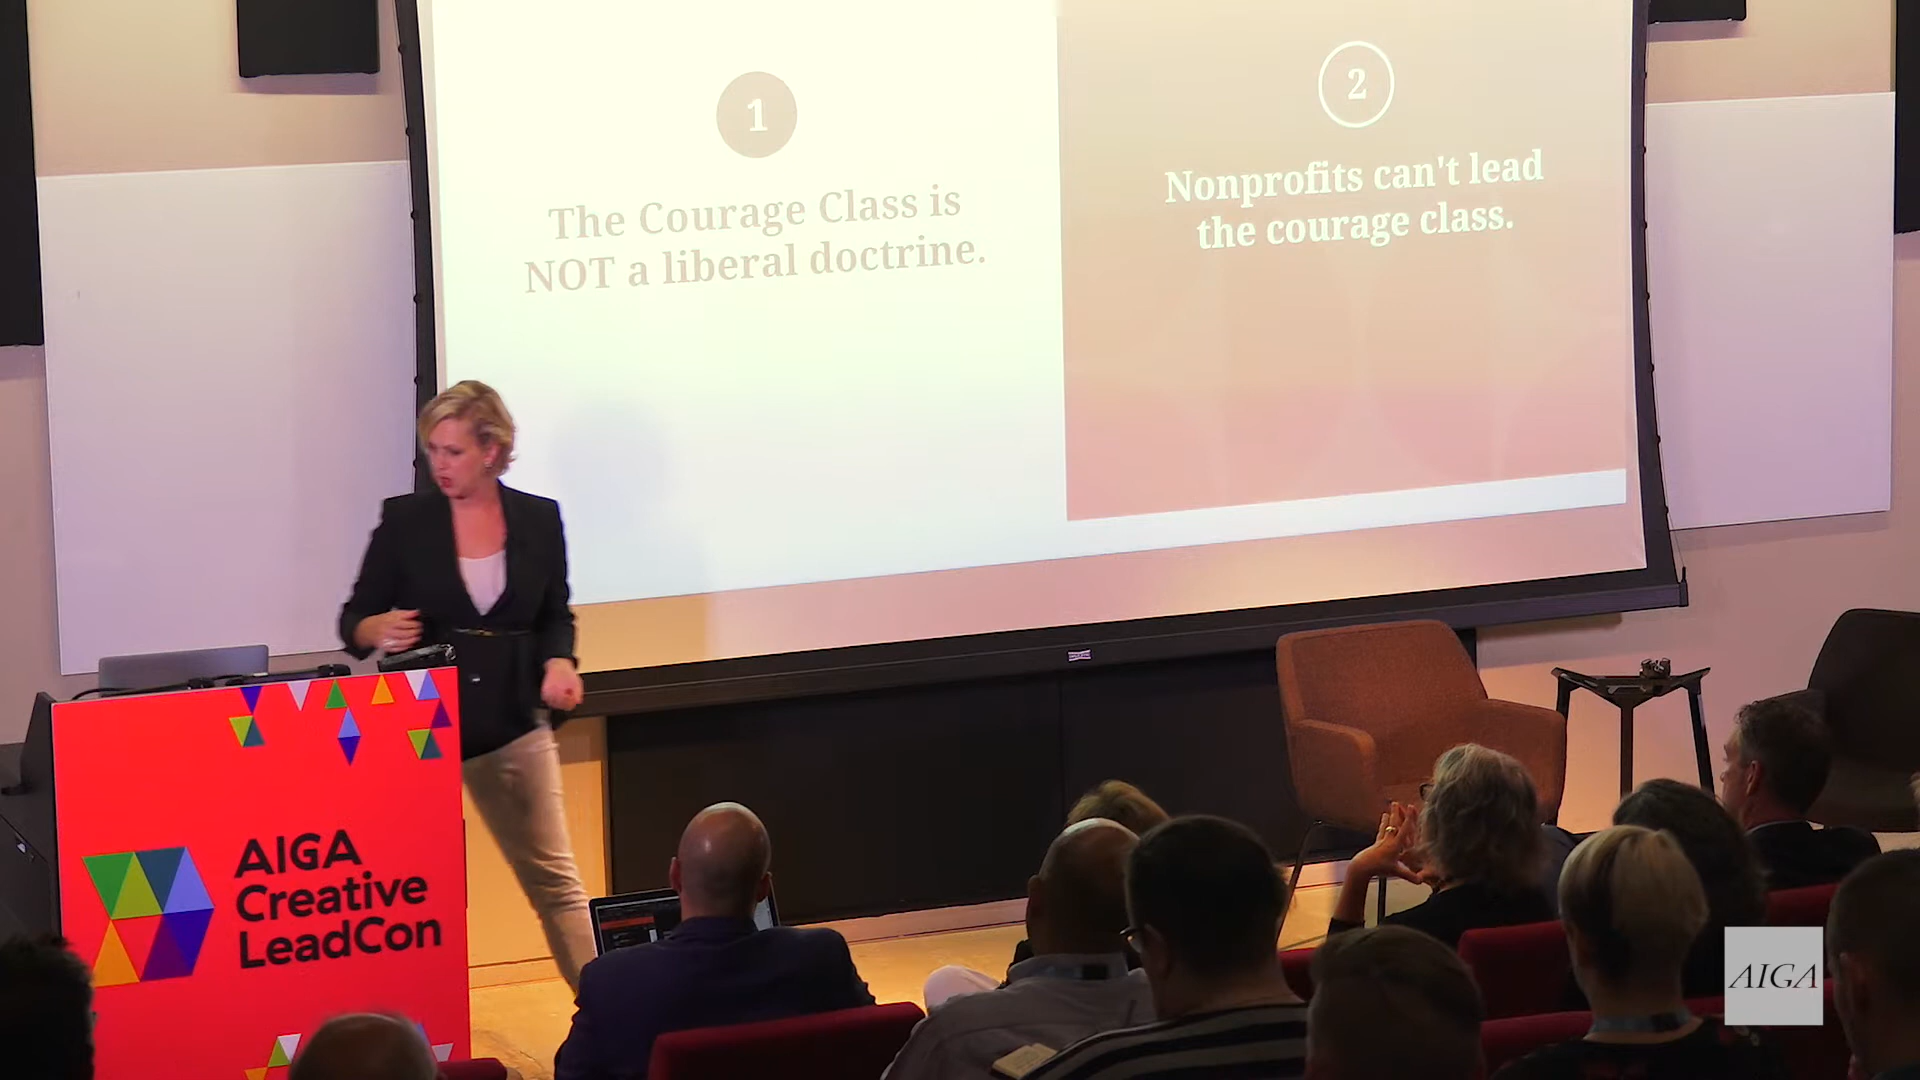 1
The Courage Class is
NOT a liberal doctrine.
2
Nonprofits can't lead
the courage class.
AIGA
Creative
LeadCon
AIGA